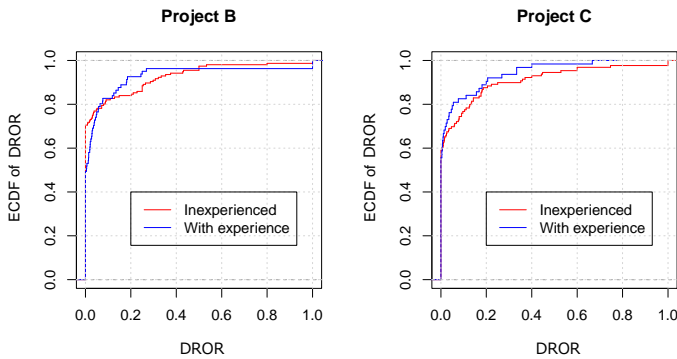 Project B
ECDF of DROR
1.0
0.8
0.6
0.4
0.2
0.0
Inexperienced
With experience
0.0 0.2 0.4 0.6 0.8 1.0
DROR
Project C
ECDF of DROR
1.0
0.8
0.6
0.4
0.2
0.0
Inexperienced
With experience
0.0 0.2 0.4 0.6 0.8 1.0
DROR